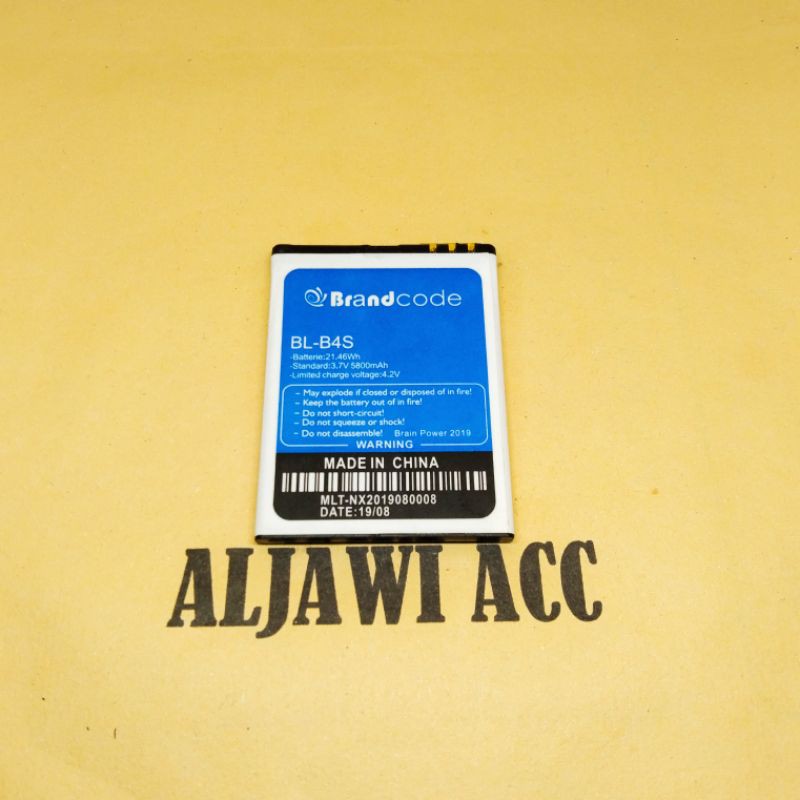 Brandcode
BL-B4S
-Batterie:21.46Wh
-Standard:3.7V 5800mAh
-Limited charge voltage:4.2V
– May explode if closed or disposed of in fire!
– Keep the battery out of in fire!
– Do not short-circuit!
– Do not squeeze or shock!
– Do not disassemble! Brain Power 2019
WARNING
MADE IN CHINA
MLT-NX2019080008
DATE:19/08
ALJAWI ACC